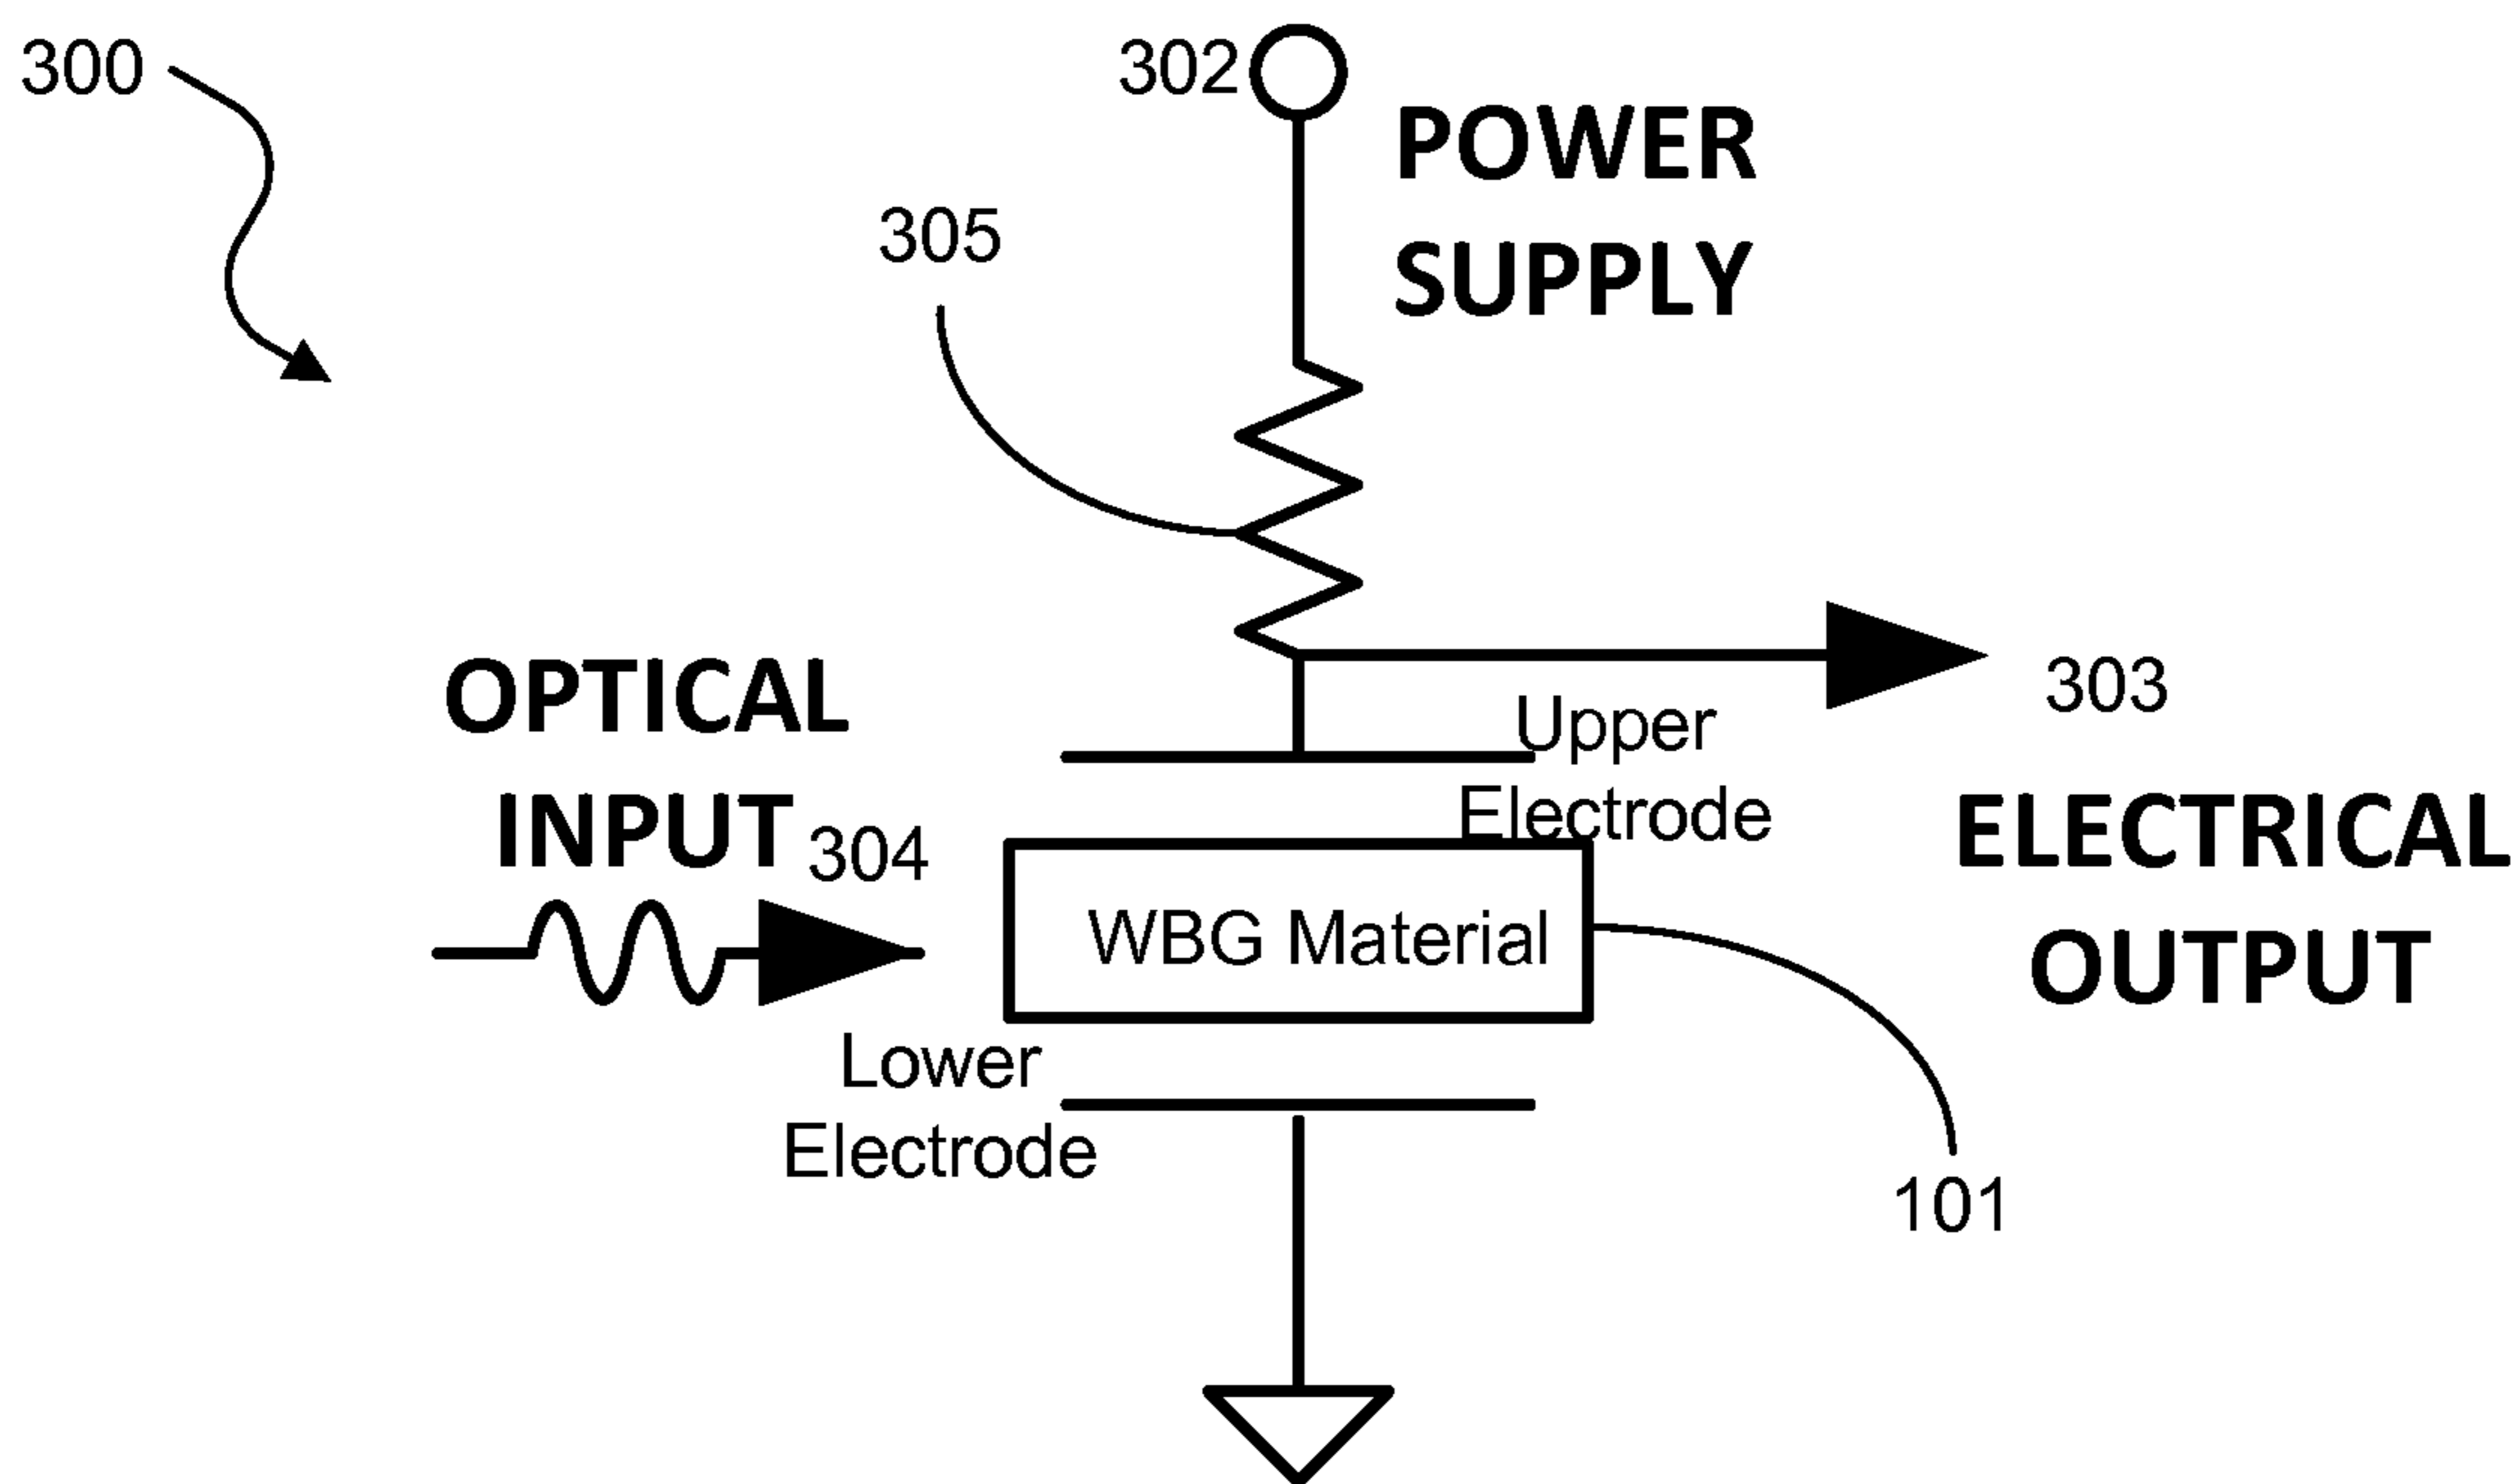 300
302
POWER
SUPPLY
305
OPTICAL
INPUT
304
303
Upper
Electrode
ELECTRICAL
OUTPUT
WBG Material
Lower
Electrode
101